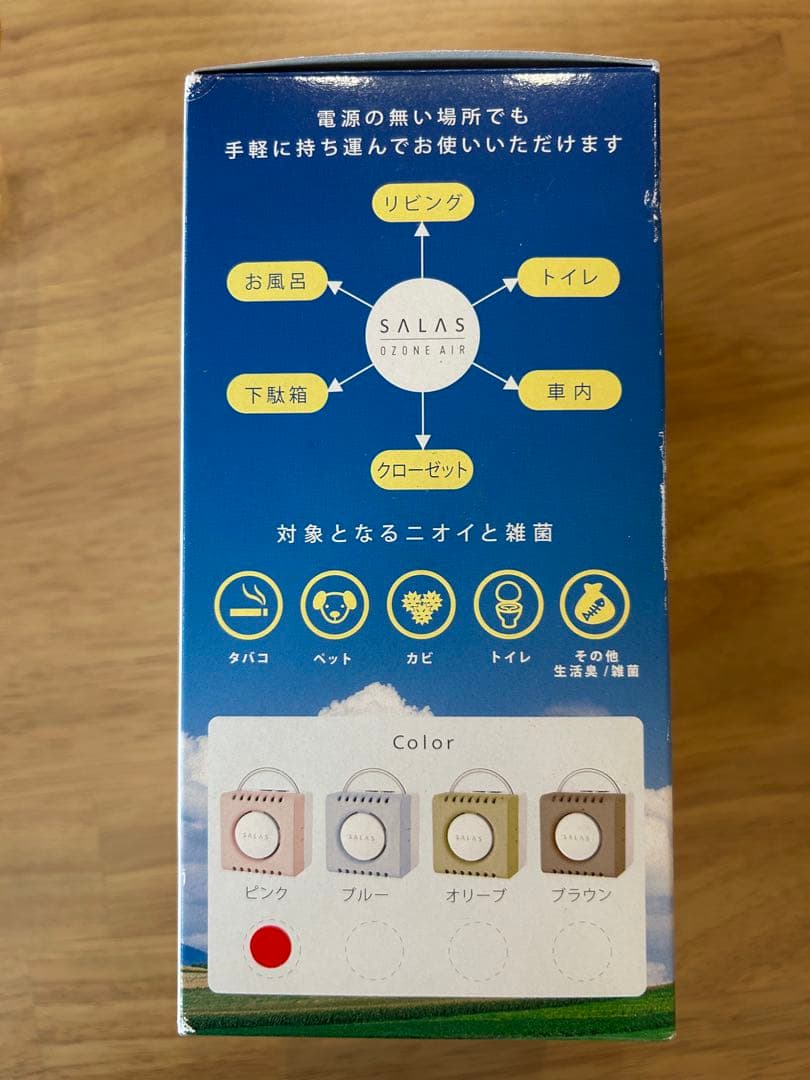 電源の無い場所でも
手軽に持ち運んでお使いいただけます
リビング
お風呂
トイレ
SALAS
OZONE AIR
下駄箱
車内
クローゼット
対象となるニオイと雑菌
タバコ
ペット
カビ
トイレ
その他
生活臭/雑菌
Color
SALAS
SALAS
SALAS
SALAS
ピンク
ブルー
オリーブ
ブラウン